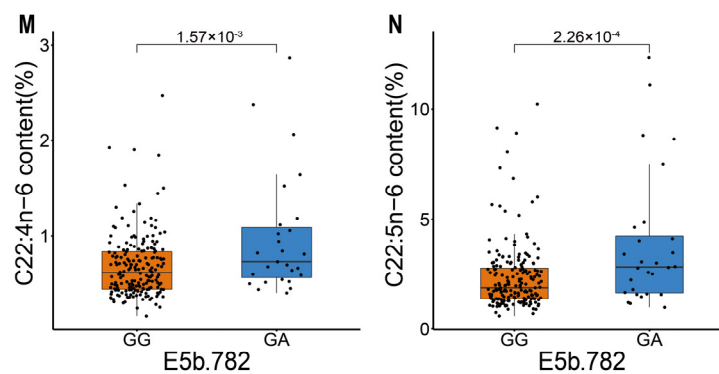 M
1.57×10⁻³
3
2
1
C22:4n−6 content(%)
GG GA
E5b.782
N
2.26×10⁻⁴
10
5
0
C22:5n−6 content(%)
GG GA
E5b.782